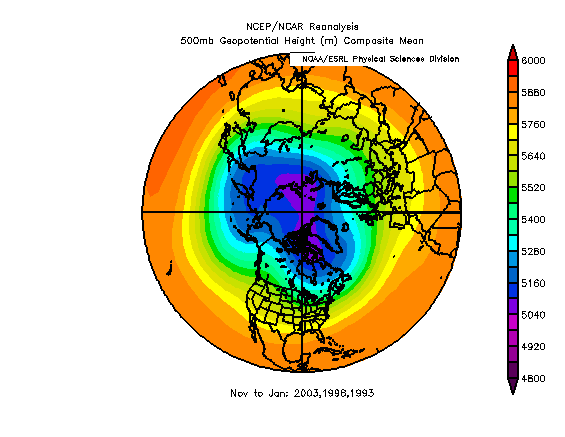 NCEP/NCAR Reanalysis
500mb Geopotential Height (m) Composite Mean
NOAA/ESRL Physical Sciences Division
6000
5880
5760
5640
5520
5400
5280
5160
5040
4920
4800
Nov to Jan: 2003,1998,1993